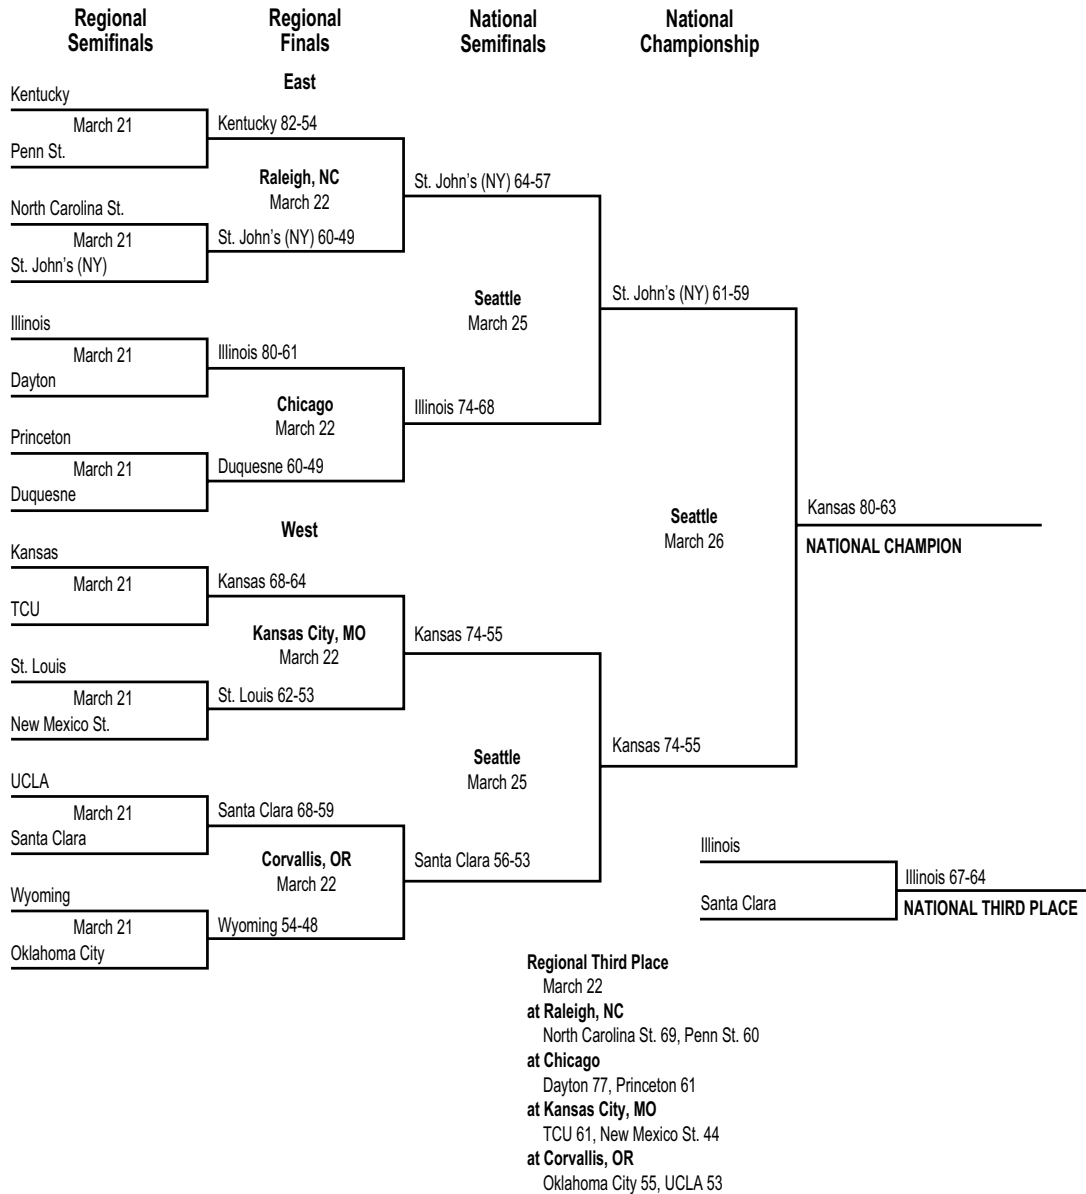 Regional
Semifinals
Regional
Finals
National
Semifinals
National
Championship
East
Kentucky
March 21
Penn St.
Kentucky 82-54
Raleigh, NC
March 22
North Carolina St.
March 21
St. John's (NY)
St. John's (NY) 60-49
St. John's (NY) 64-57
Seattle
March 25
St. John's (NY) 61-59
Illinois
March 21
Dayton
Illinois 80-61
Chicago
March 22
Illinois 74-68
Princeton
March 21
Duquesne
Duquesne 60-49
West
Seattle
March 26
Kansas 80-63
NATIONAL CHAMPION
Kansas
March 21
TCU
Kansas 68-64
Kansas City, MO
March 22
Kansas 74-55
St. Louis
March 21
New Mexico St.
St. Louis 62-53
Seattle
March 25
Kansas 74-55
UCLA
March 21
Santa Clara
Santa Clara 68-59
Corvallis, OR
March 22
Santa Clara 56-53
Wyoming
March 21
Oklahoma City
Wyoming 54-48
Illinois
Santa Clara
Illinois 67-64
NATIONAL THIRD PLACE
Regional Third Place
March 22
at Raleigh, NC
North Carolina St. 69, Penn St. 60
at Chicago
Dayton 77, Princeton 61
at Kansas City, MO
TCU 61, New Mexico St. 44
at Corvallis, OR
Oklahoma City 55, UCLA 53